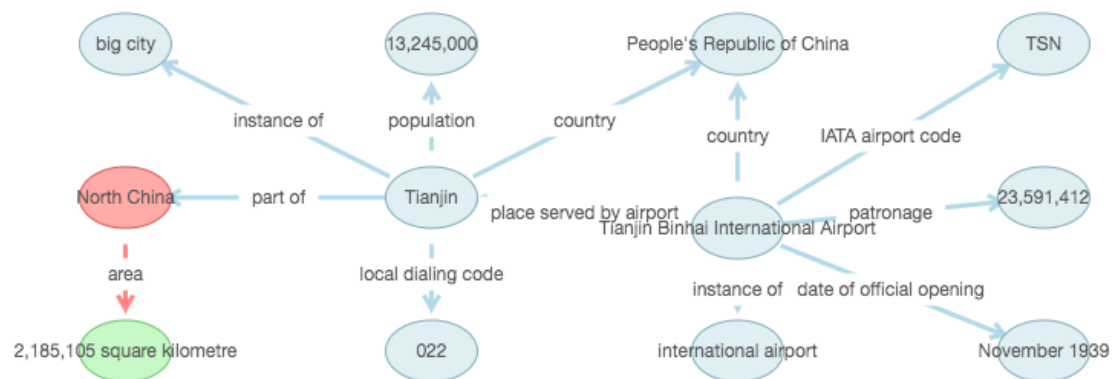 big city
13,245,000
People's Republic of China
TSN
instance of
population
country
country
IATA airport code
North China
part of
Tianjin
place served by airport
Tianjin Binhai International Airport
patronage
23,591,412
area
local dialing code
instance of
date of official opening
2,185,105 square kilometre
022
international airport
November 1939